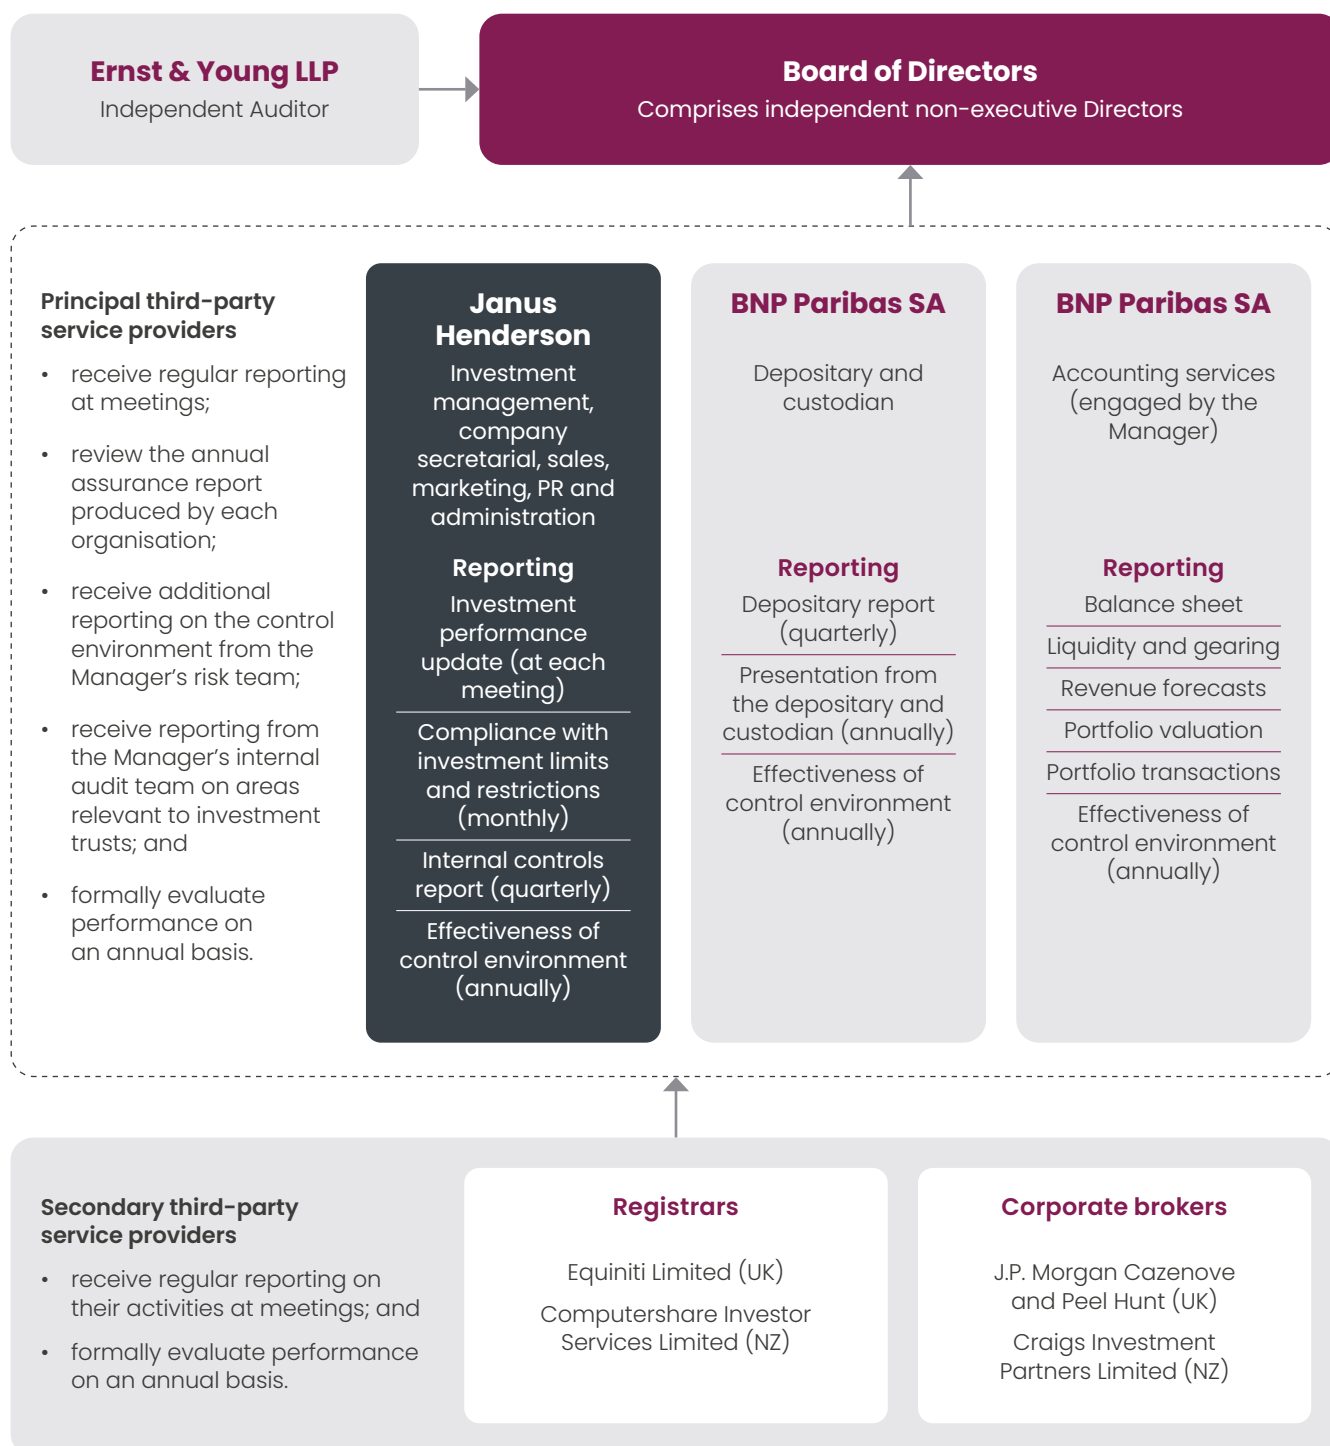 Ernst & Young LLP
Independent Auditor
Board of Directors
Comprises independent non-executive Directors
Principal third-party
service providers
• receive regular reporting
at meetings;
• review the annual
assurance report
produced by each
organisation;
• receive additional
reporting on the control
environment from the
Manager’s risk team;
• receive reporting from
the Manager’s internal
audit team on areas
relevant to investment
trusts; and
• formally evaluate
performance on
an annual basis.
Janus
Henderson
Investment
management,
company
secretarial, sales,
marketing, PR and
administration
Reporting
Investment
performance
update (at each
meeting)
Compliance with
investment limits
and restrictions
(monthly)
Internal controls
report (quarterly)
Effectiveness of
control environment
(annually)
BNP Paribas SA
Depositary and
custodian
Reporting
Depositary report
(quarterly)
Presentation from
the depositary and
custodian (annually)
Effectiveness of
control environment
(annually)
BNP Paribas SA
Accounting services
(engaged by the
Manager)
Reporting
Balance sheet
Liquidity and gearing
Revenue forecasts
Portfolio valuation
Portfolio transactions
Effectiveness of
control environment
(annually)
Secondary third-party
service providers
• receive regular reporting on
their activities at meetings; and
• formally evaluate performance
on an annual basis.
Registrars
Equiniti Limited (UK)
Computershare Investor
Services Limited (NZ)
Corporate brokers
J.P. Morgan Cazenove
and Peel Hunt (UK)
Craigs Investment
Partners Limited (NZ)